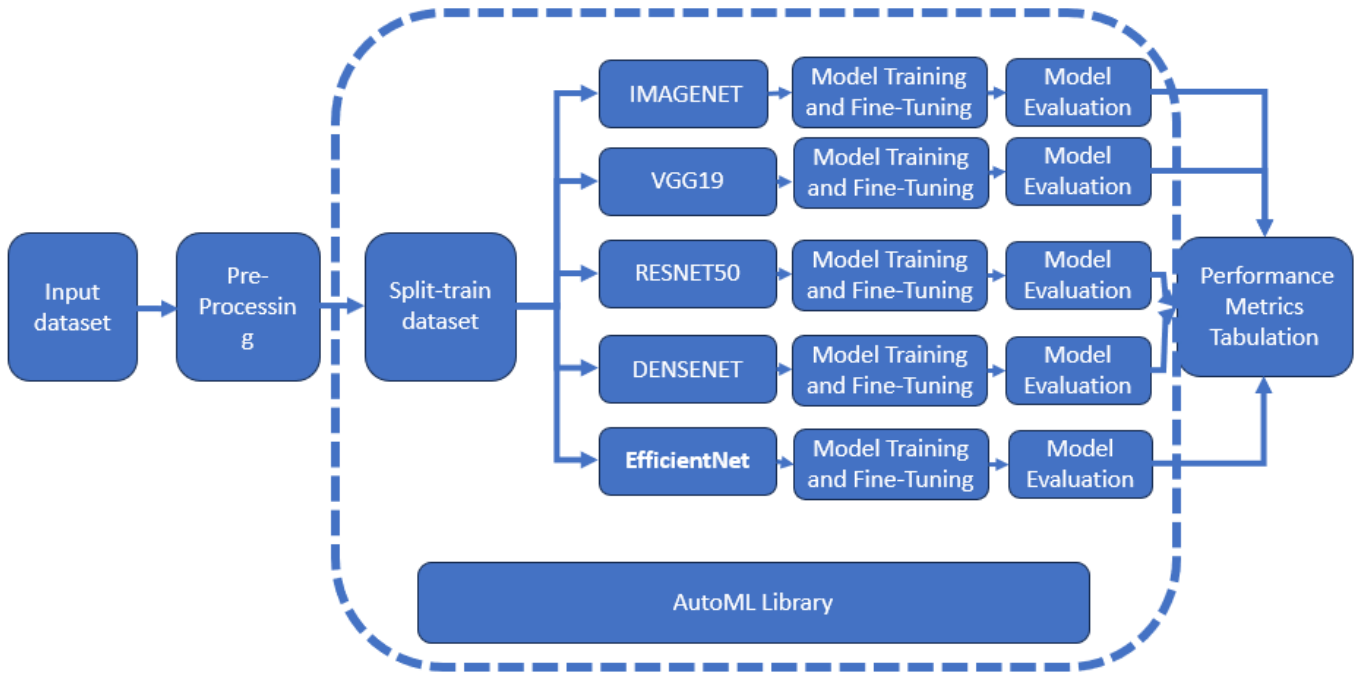 Input
dataset
Pre-
Processin
g
Split-train
dataset
IMAGENET
Model Training
and Fine-Tuning
Model
Evaluation
VGG19
Model Training
and Fine-Tuning
Model
Evaluation
RESNET50
Model Training
and Fine-Tuning
Model
Evaluation
DENSENET
Model Training
and Fine-Tuning
Model
Evaluation
EfficientNet
Model Training
and Fine-Tuning
Model
Evaluation
Performance
Metrics
Tabulation
AutoML Library